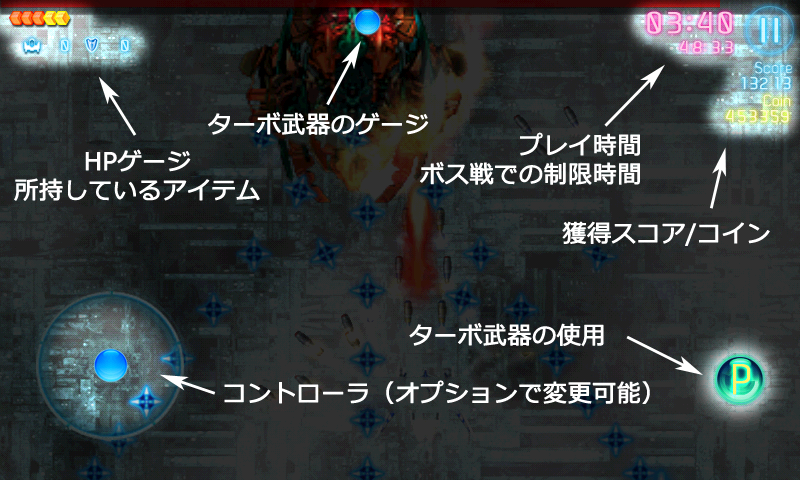 0 0
03:40
48:33
Score
13213
Coin
453359
ターボ武器のゲージ
HPゲージ
所持しているアイテム
プレイ時間
ボス戦での制限時間
獲得スコア/コイン
ターボ武器の使用
P
コントローラ（オプションで変更可能）